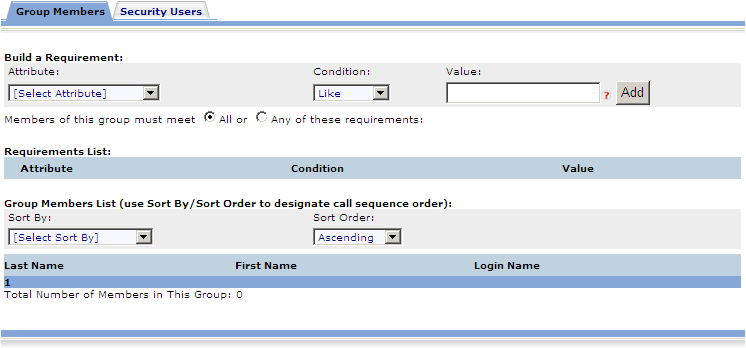 Group Members Security Users
Build a Requirement:
Attribute: Condition: Value:
[Select Attribute] Like ? Add
Members of this group must meet All or Any of these requirements:
Requirements List:
Attribute Condition Value
Group Members List (use Sort By/Sort Order to designate call sequence order):
Sort By: Sort Order:
[Select Sort By] Ascending
Last Name First Name Login Name
1
Total Number of Members in This Group: 0